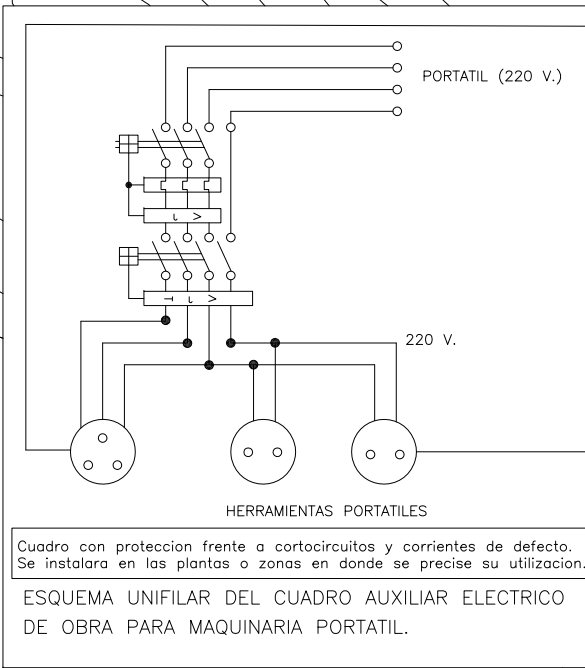 PORTATIL (220 V.)
220 V.
HERRAMIENTAS PORTATILES
Cuadro con proteccion frente a cortocircuitos y corrientes de defecto.
Se instalara en las plantas o zonas en donde se precise su utilizacion.
ESQUEMA UNIFILAR DEL CUADRO AUXILIAR ELECTRICO
DE OBRA PARA MAQUINARIA PORTATIL.